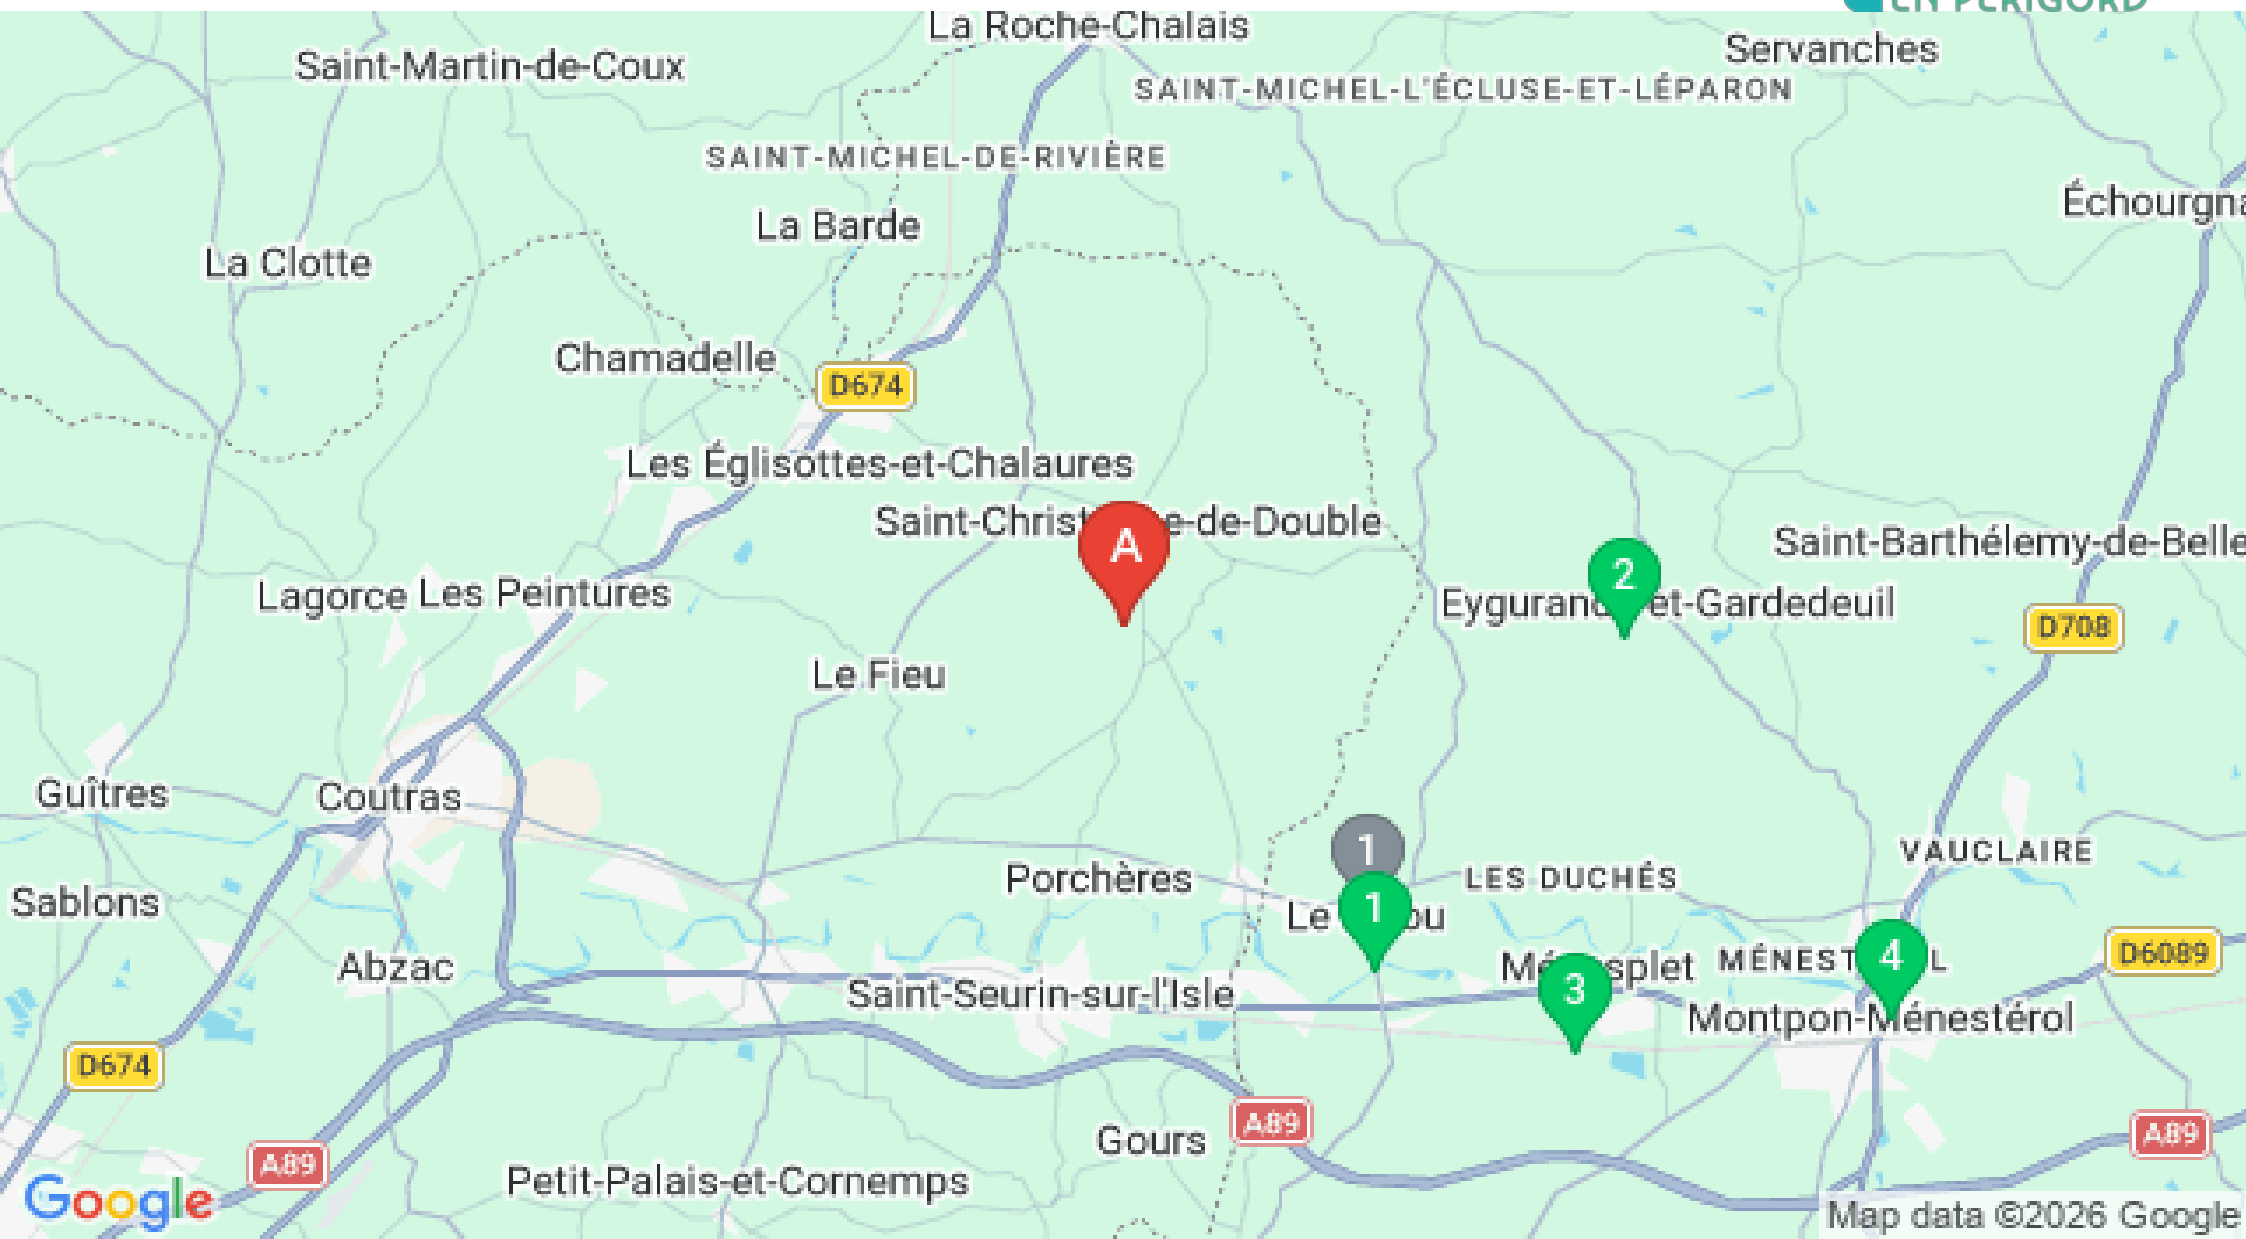 EN PÉRIGORD
La Roche-Chalais
Servanches
Saint-Martin-de-Coux
SAINT-MICHEL-L'ÉCLUSE-ET-LÉPARON
SAINT-MICHEL-DE-RIVIÈRE
Échourgna
La Barde
La Clotte
Chamadelle
D674
Les Églisottes-et-Chalaures
Saint-Christ
e-de-Double
A
Saint-Barthélemy-de-Belle
2
Lagorce
Les Peintures
Eygurand
et-Gardedeuil
D708
Le Fieu
Guîtres
Coutras
1
VAUCLAIRE
Porchères
LES DUCHÉS
Sablons
1
Le
ou
Abzac
Mé
splet
MÉNEST
L
4
D6089
3
Saint-Seurin-sur-l'Isle
Montpon-Ménestérol
D674
A89
Gours
A89
A89
Petit-Palais-et-Cornemps
Google
Map data ©2026 Google